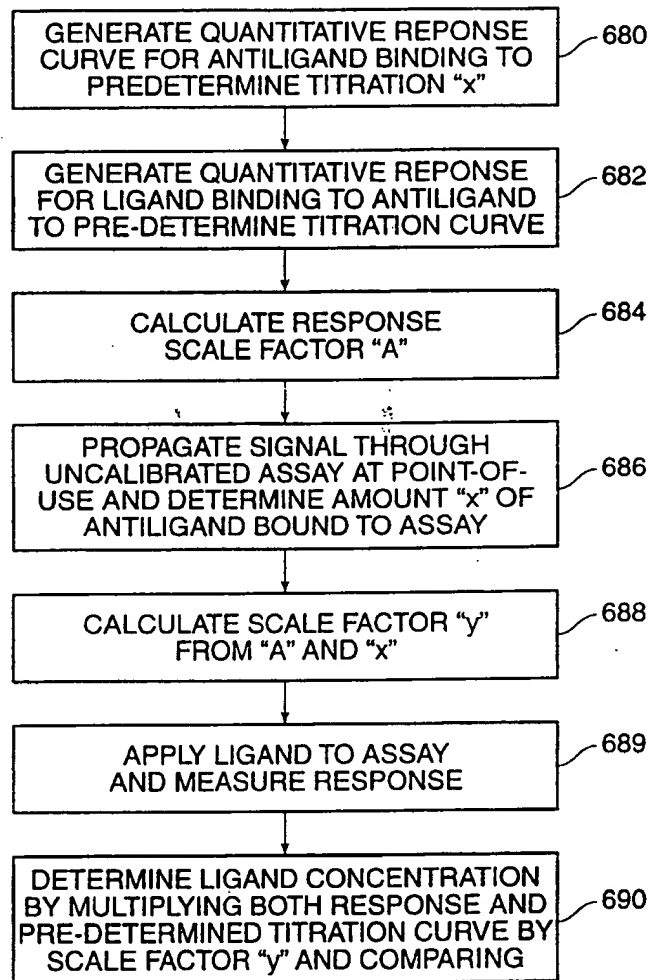 GENERATE QUANTITATIVE REPONSE
CURVE FOR ANTILIGAND BINDING TO
PREDETERMINE TITRATION "x"
680
GENERATE QUANTITATIVE REPONSE
FOR LIGAND BINDING TO ANTILIGAND
TO PRE-DETERMINE TITRATION CURVE
682
CALCULATE RESPONSE
SCALE FACTOR "A"
684
PROPAGATE SIGNAL THROUGH
UNCALIBRATED ASSAY AT POINT-OF-
USE AND DETERMINE AMOUNT "x" OF
ANTILIGAND BOUND TO ASSAY
686
CALCULATE SCALE FACTOR "y"
FROM "A" AND "x"
688
APPLY LIGAND TO ASSAY
AND MEASURE RESPONSE
689
DETERMINE LIGAND CONCENTRATION
BY MULTIPLYING BOTH RESPONSE AND
PRE-DETERMINED TITRATION CURVE BY
SCALE FACTOR "y" AND COMPARING
690